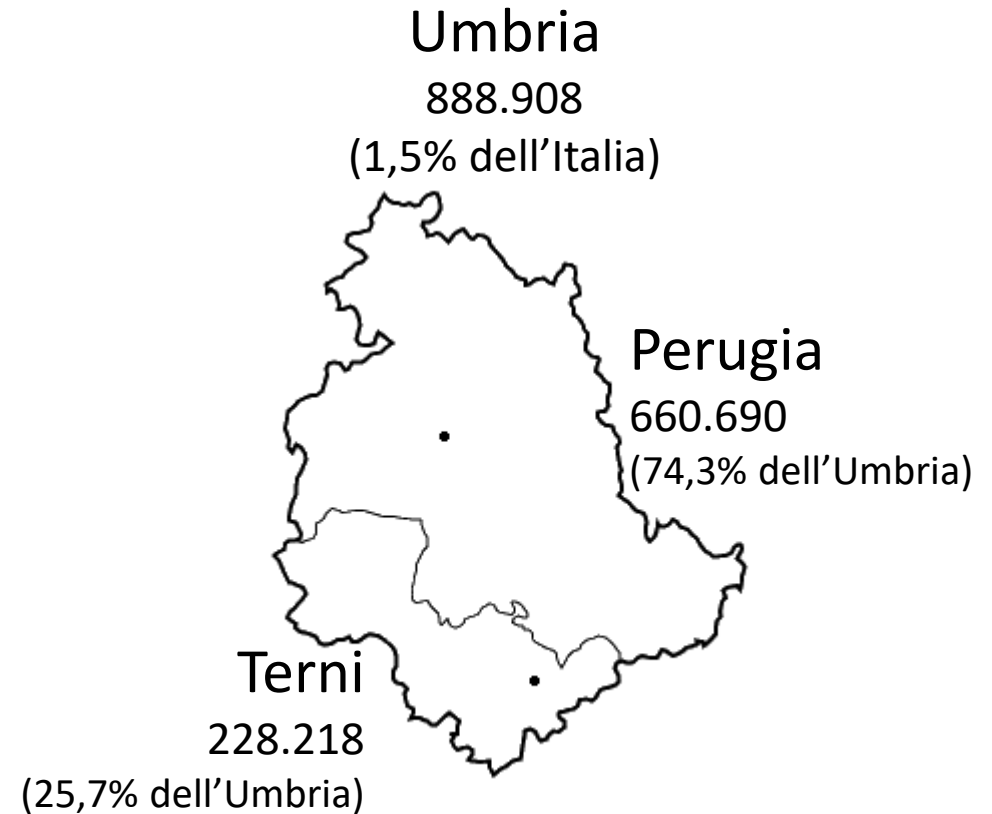 Umbria
888.908
(1,5% dell’Italia)
Perugia
660.690
(74,3% dell’Umbria)
Terni
228.218
(25,7% dell’Umbria)